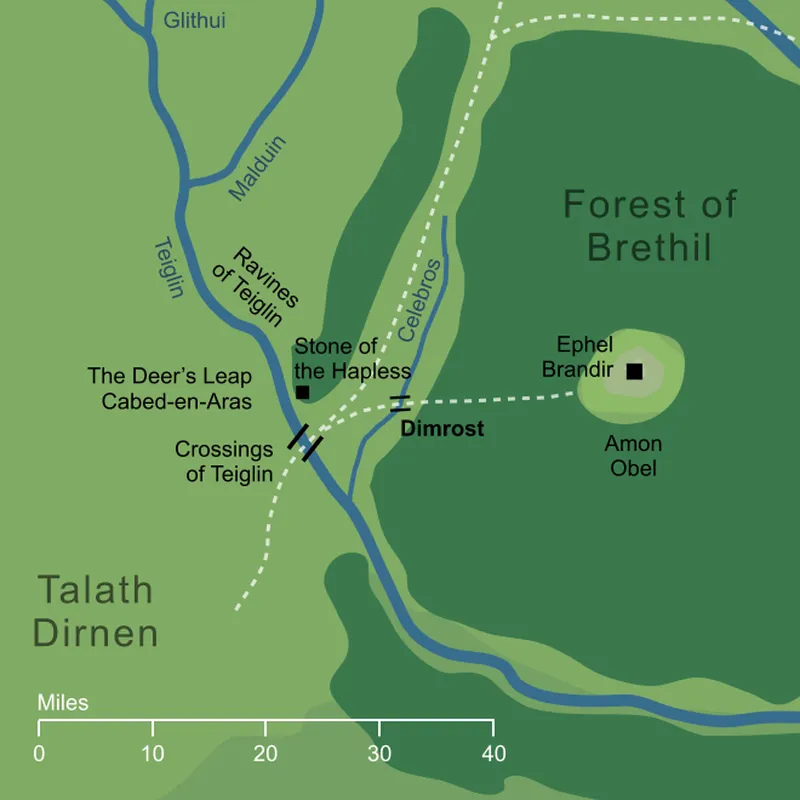 Glithui
Malduin
Forest of
Brethil
Teiglin
Ravines
of Teiglin
Celebros
Stone of
the Hapless
Ephel
Brandir
The Deer's Leap
Cabed-en-Aras
Dimrost
Crossings
of Teiglin
Amon
Obel
Talath
Dirnen
Miles
0 10 20 30 40